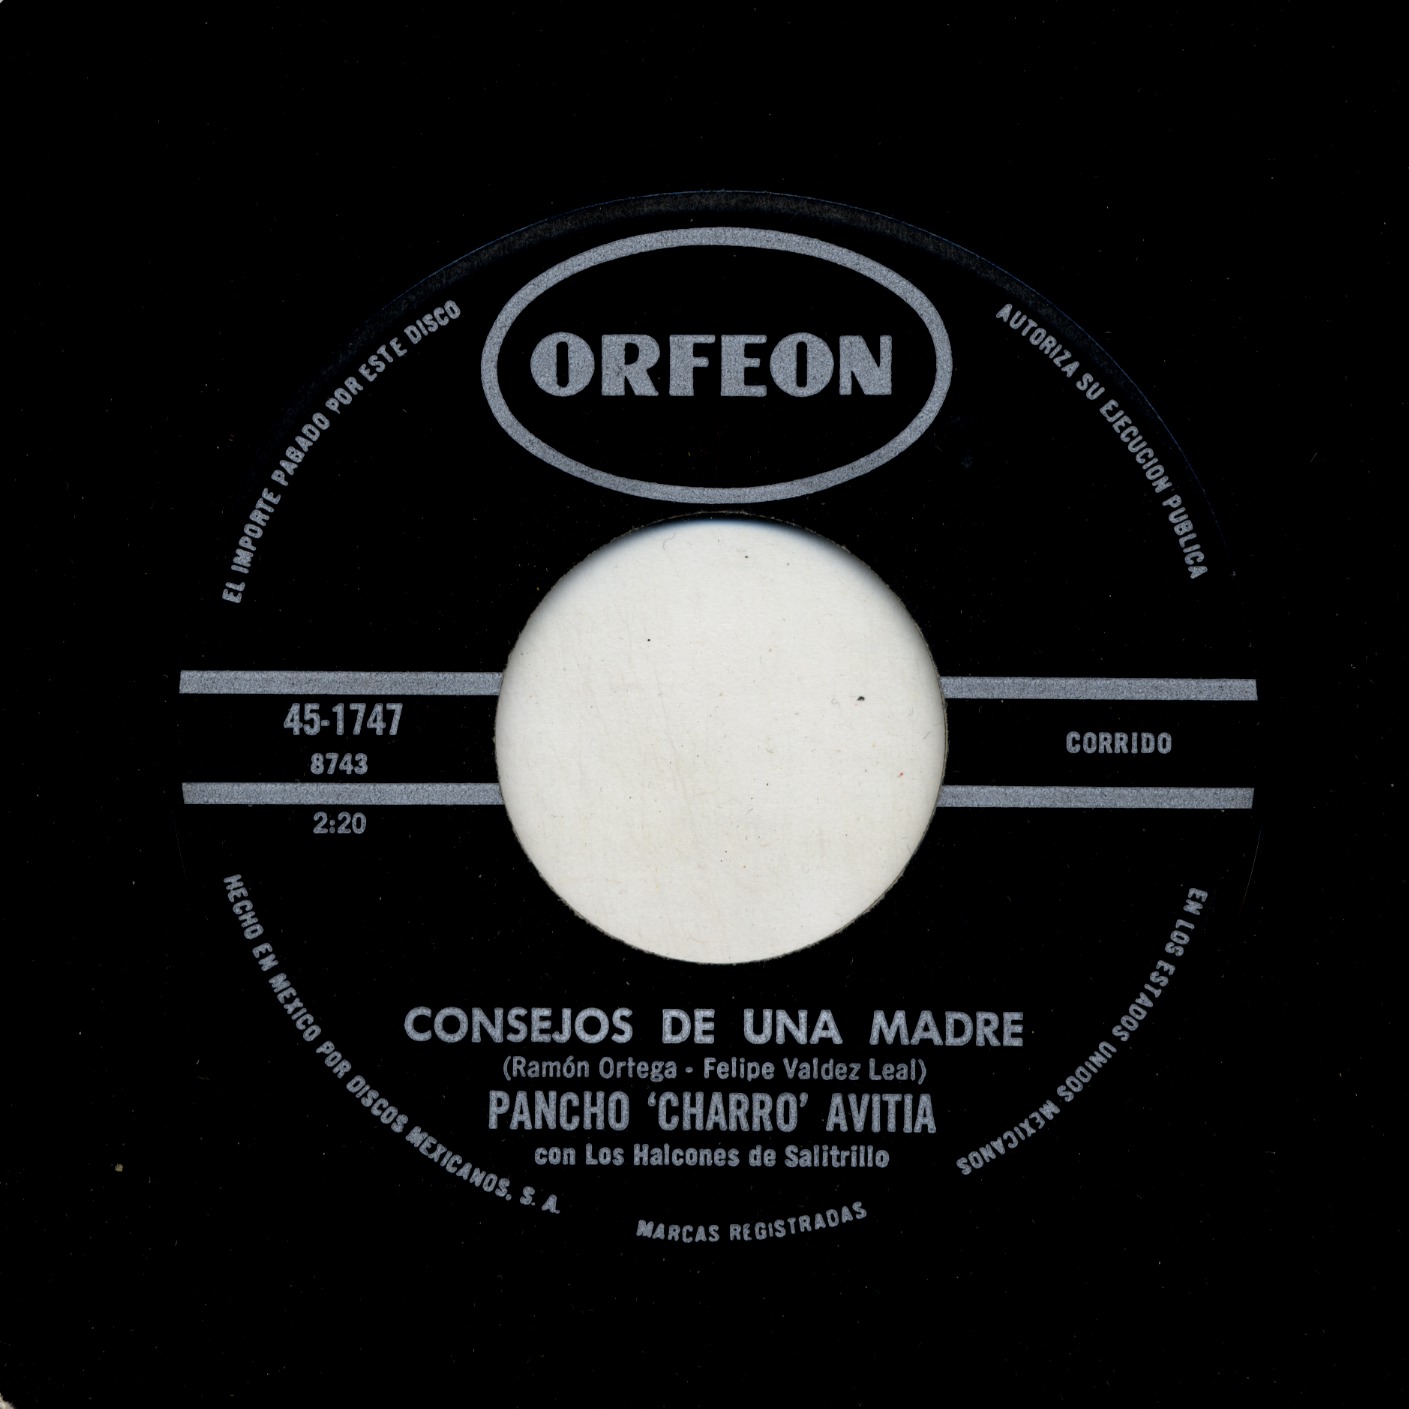 ORFEON
EL IMPORTE PAGADO POR ESTE DISCO
AUTORIZA SU EJECUCION PUBLICA
45-1747
8743
2:20
CORRIDO
CONSEJOS DE UNA MADRE
(Ramón Ortega - Felipe Valdez Leal)
PANCHO ‘CHARRO’ AVITIA
con Los Halcones de Salitrillo
HECHO EN MEXICO POR DISCOS MEXICANOS, S. A.
MARCAS REGISTRADAS
EN LOS ESTADOS UNIDOS MEXICANOS